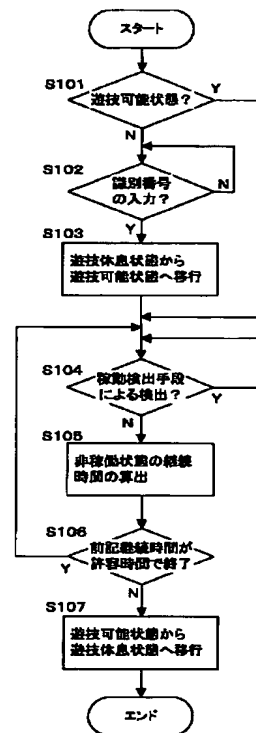 スタート
S101
遊技可能状態?
Y
N
S102
識別番号
の入力?
N
Y
S103
遊技休息状態から
遊技可能状態へ移行
S104
稼動検出手段
による検出?
Y
N
S105
非稼働状態の継続
時間の算出
S106
前記継続時間が
許容時間で終了
Y
N
S107
遊技可能状態から
遊技休息状態へ移行
エンド